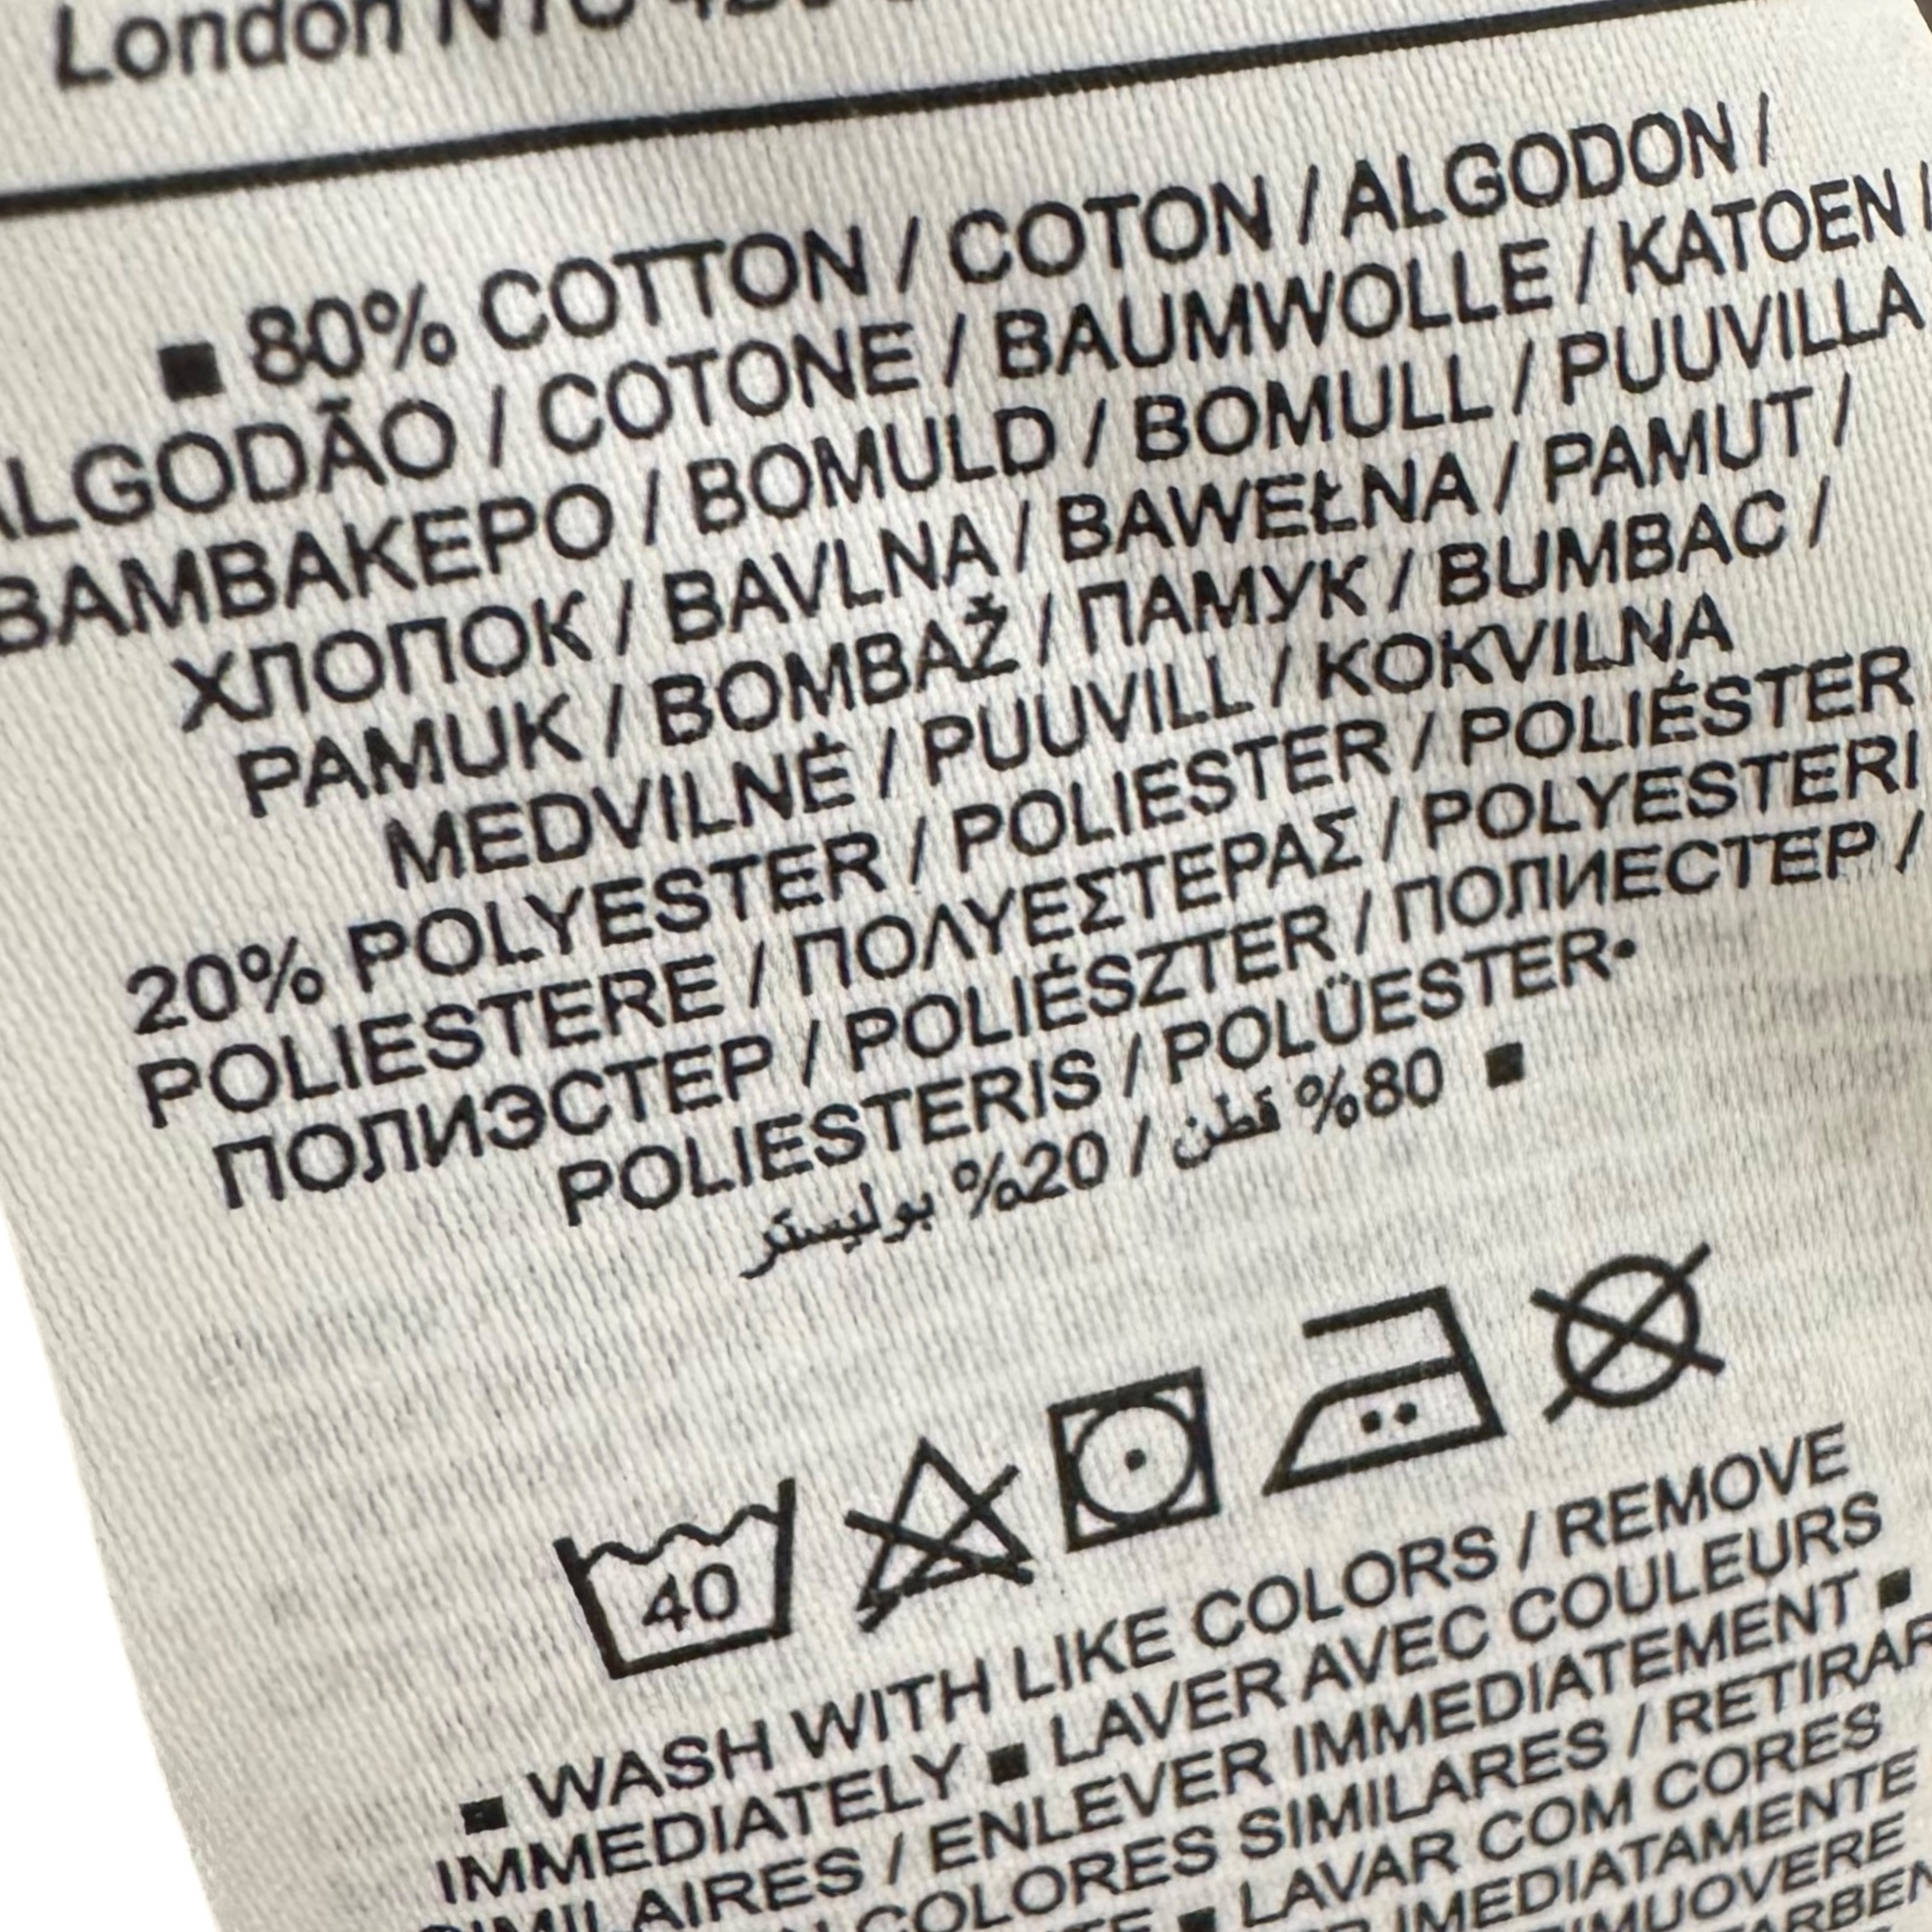 London
■ 80% COTTON / COTON / ALGODON /
ALGODÃO / COTONE / BAUMWOLLE / KATOEN /
BAMBAKEPO / BOMULD / BOMULL / PUUVILLA
ХЛОПОК / BAVLNA / BAWEŁNA / PAMUT /
PAMUK / BOMBAŽ / ПАМУК / BUMBAC /
MEDVILNĖ / PUUVILL / KOKVILNA
20% POLYESTER / POLIESTER / POLIÉSTER
POLIESTERE / ΠΟΛΥΕΣΤΕΡΑΣ / POLYESTERI
ПОЛИЭСТЕР / POLIÉSZTER / ПОЛИЕСТЕР /
POLIESTERIS / POLÜESTER•
■ 80% قطن / 20% بوليستر
40
■ WASH WITH LIKE COLORS / REMOVE
IMMEDIATELY ■ LAVER AVEC COULEURS
SIMILAIRES / ENLEVER IMMEDIATEMENT ■
COLORES SIMILARES / RETIRAR
■ LAVAR COM CORES
IMEDIATAMENTE